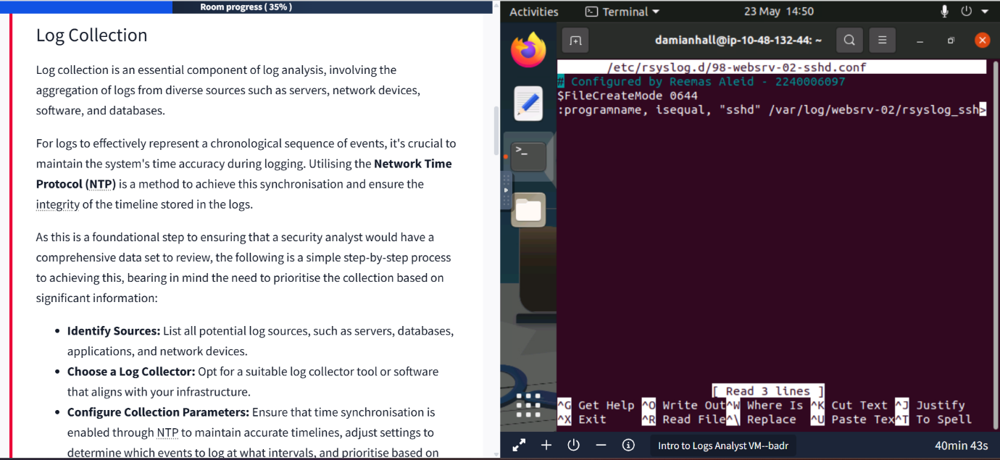 Room progress ( 35% )
Log Collection
Log collection is an essential component of log analysis, involving the
aggregation of logs from diverse sources such as servers, network devices,
software, and databases.
For logs to effectively represent a chronological sequence of events, it's crucial to
maintain the system's time accuracy during logging. Utilising the Network Time
Protocol (NTP) is a method to achieve this synchronisation and ensure the
integrity of the timeline stored in the logs.
As this is a foundational step to ensuring that a security analyst would have a
comprehensive data set to review, the following is a simple step-by-step process
to achieving this, bearing in mind the need to prioritise the collection based on
significant information:
• Identify Sources: List all potential log sources, such as servers, databases,
applications, and network devices.
• Choose a Log Collector: Opt for a suitable log collector tool or software
that aligns with your infrastructure.
• Configure Collection Parameters: Ensure that time synchronisation is
enabled through NTP to maintain accurate timelines, adjust settings to
determine which events to log at what intervals, and prioritise based on
Activities
Terminal
23 May 14:50
damianhall@ip-10-48-132-44: ~
/etc/rsyslog.d/98-websrv-02-sshd.conf
# Configured by Reemas Aleid - 2240006097
$FileCreateMode 0644
:programname, isequal, "sshd" /var/log/websrv-02/rsyslog_ssh>
[ Read 3 lines ]
^G Get Help ^O Write Out^W Where Is ^K Cut Text ^J Justify
^X Exit ^R Read File^\ Replace ^U Paste Tex^T To Spell
Intro to Logs Analyst VM--badr
40min 43s